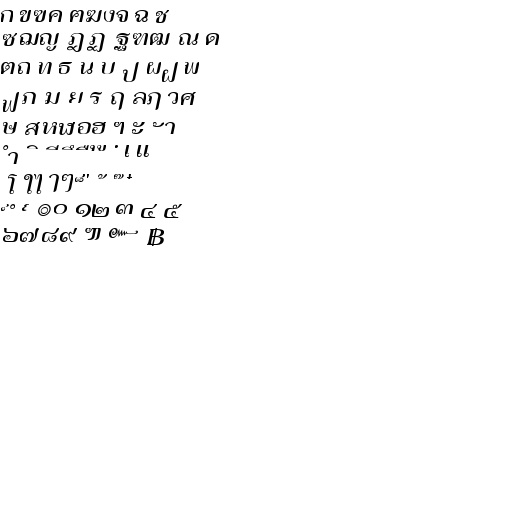 ก ขฃค ฅฆงจ ฉ ช
ซฌญ ฎฏ ฐฑฒ ณ ด
ตถ ท ธ น บ ป ผฝ พ
ฟภ ม ย ร ฤ ลฦ วศ
ษ สหฬอฮ ฯ ะ ัา
ำ ิ ีึืุู ฺ เ แ
โ ใไ ๅๆ็่ ้ ๊๋
์ํ ๎ ๏๐ ๑๒ ๓ ๔ ๕
๖๗๘๙ ๚ ๛ ฿